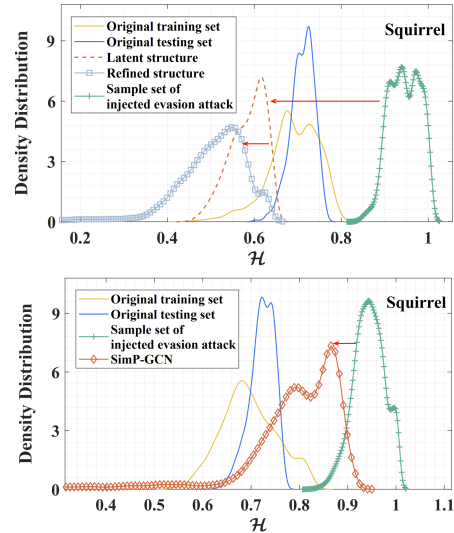 Squirrel
Original training set
Original testing set
Latent structure
Refined structure
Sample set of
injected evasion attack
Density Distribution
9
6
3
0
0.2
0.4
0.6
0.8
1
ℋ
Squirrel
Original training set
Original testing set
Sample set of
injected evasion attack
SimP-GCN
Density Distribution
9
6
3
0
0.4
0.5
0.6
0.7
0.8
0.9
1
1.1
ℋ